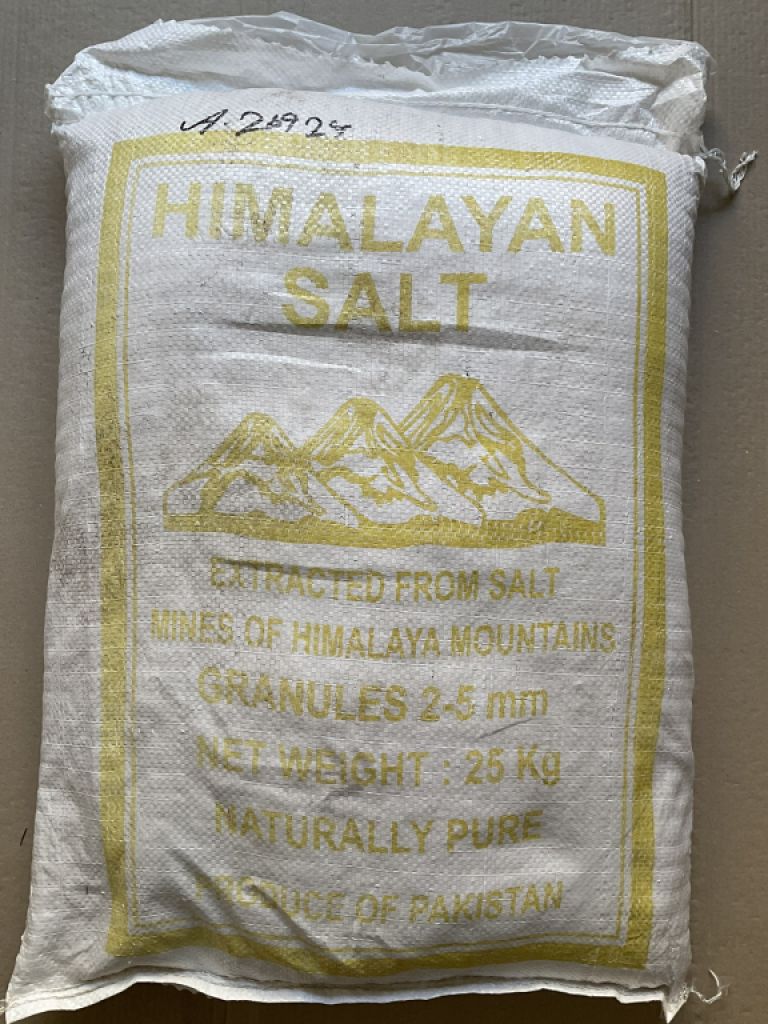 A. 26924
HIMALAYAN
SALT
EXTRACTED FROM SALT
MINES OF HIMALAYA MOUNTAINS
GRANULES 2-5 mm
NET WEIGHT : 25 Kg
NATURALLY PURE
PRODUCE OF PAKISTAN